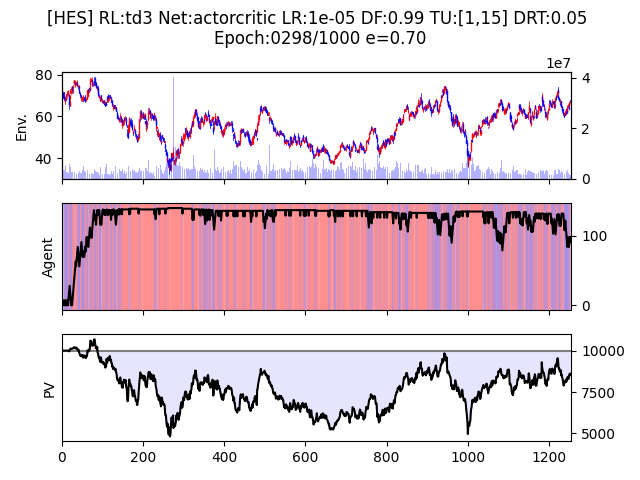 [HES] RL:td3 Net:actorcritic LR:1e-05 DF:0.99 TU:[1,15] DRT:0.05
Epoch:0298/1000 e=0.70
1e7
80
60
40
Env.
4
2
0
Agent
100
0
PV
10000
7500
5000
0 200 400 600 800 1000 1200